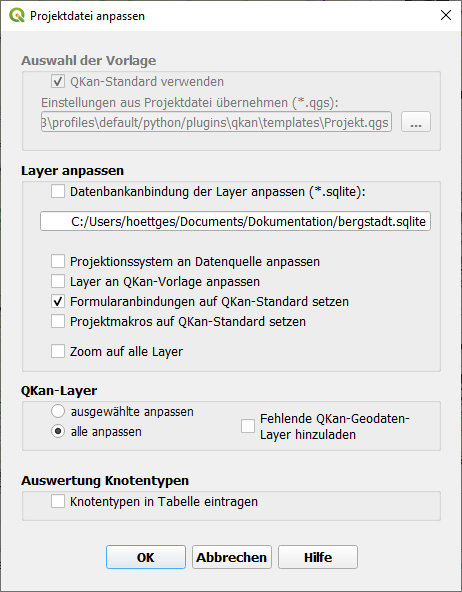 Projektdatei anpassen
Auswahl der Vorlage
QKan-Standard verwenden
Einstellungen aus Projektdatei übernehmen (*.qgs):
3\profiles\default/python/plugins\qkan\templates\Projekt.qgs
...
Layer anpassen
Datenbankanbindung der Layer anpassen (*.sqlite):
C:/Users/hoettges/Documents/Dokumentation/bergstadt.sqlite
Projektionssystem an Datenquelle anpassen
Layer an QKan-Vorlage anpassen
Formularanbindungen auf QKan-Standard setzen
Projektmakros auf QKan-Standard setzen
Zoom auf alle Layer
QKan-Layer
ausgewählte anpassen
alle anpassen
Fehlende QKan-Geodaten-
Layer hinzuladen
Auswertung Knotentypen
Knotentypen in Tabelle eintragen
OK
Abbrechen
Hilfe